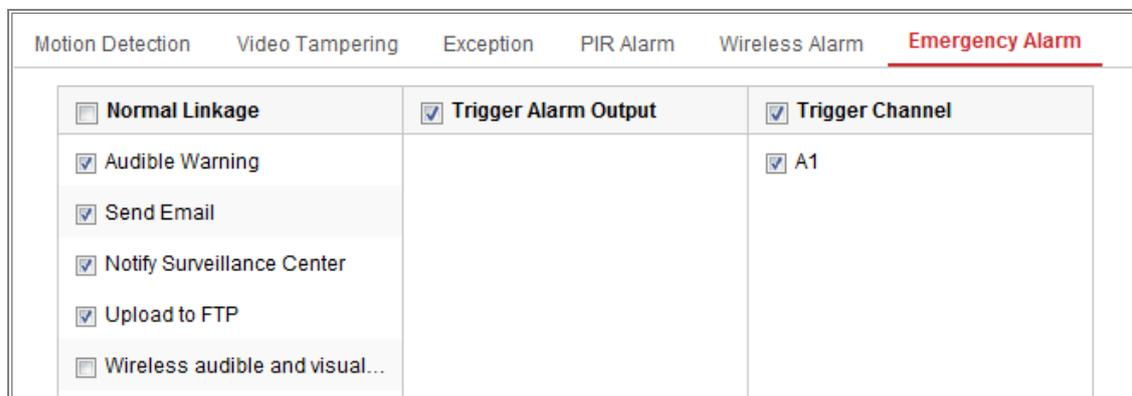 Motion Detection Video Tampering Exception PIR Alarm Wireless Alarm Emergency Alarm
Normal Linkage Trigger Alarm Output Trigger Channel
Audible Warning A1
Send Email
Notify Surveillance Center
Upload to FTP
Wireless audible and visual...